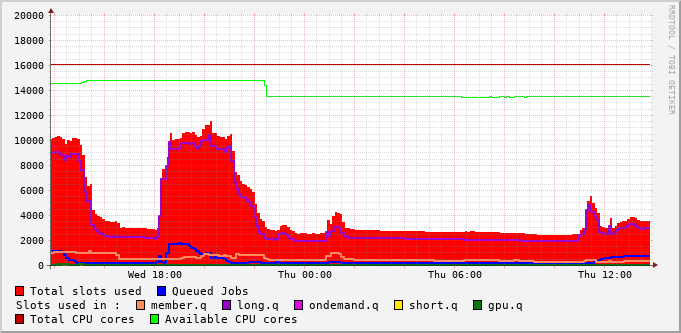 20000
18000
16000
14000
12000
10000
8000
6000
4000
2000
0
Wed 18:00 Thu 00:00 Thu 06:00 Thu 12:00
RRDTOOL / TOBI OETIKER
Total slots used Queued Jobs
Slots used in : member.q long.q ondemand.q short.q gpu.q
Total CPU cores Available CPU cores